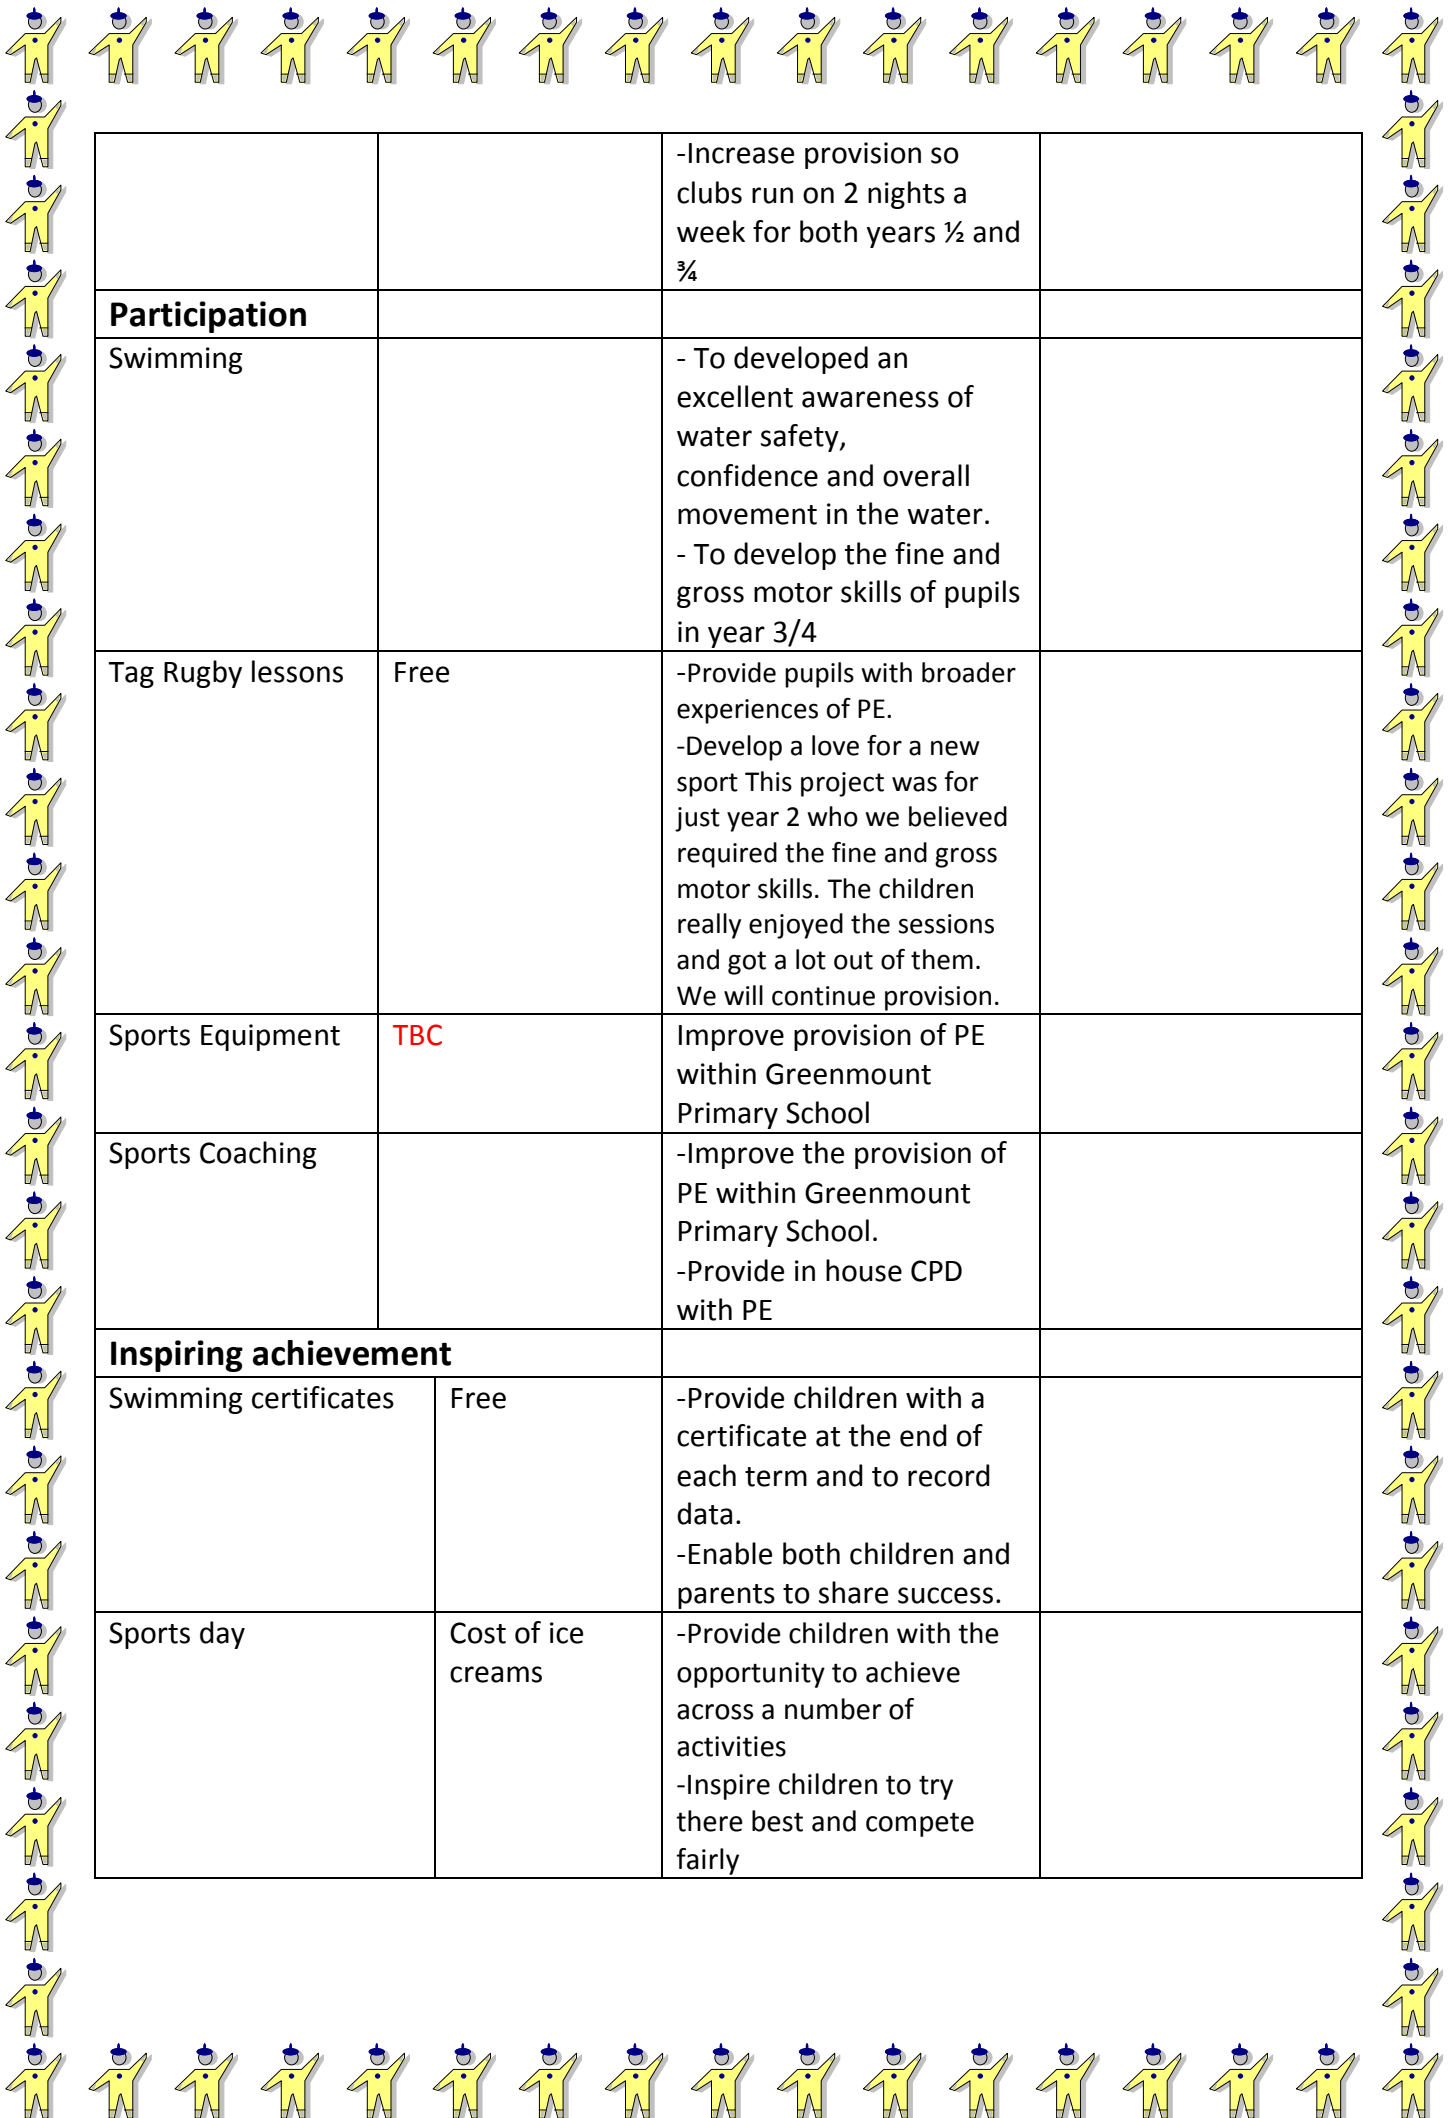 -Increase provision so
clubs run on 2 nights a
week for both years ½ and
¾
Participation
Swimming
- To developed an
excellent awareness of
water safety,
confidence and overall
movement in the water.
- To develop the fine and
gross motor skills of pupils
in year 3/4
Tag Rugby lessons
Free
-Provide pupils with broader
experiences of PE.
-Develop a love for a new
sport This project was for
just year 2 who we believed
required the fine and gross
motor skills. The children
really enjoyed the sessions
and got a lot out of them.
We will continue provision.
Sports Equipment
TBC
Improve provision of PE
within Greenmount
Primary School
Sports Coaching
-Improve the provision of
PE within Greenmount
Primary School.
-Provide in house CPD
with PE
Inspiring achievement
Swimming certificates
Free
-Provide children with a
certificate at the end of
each term and to record
data.
-Enable both children and
parents to share success.
Sports day
Cost of ice
creams
-Provide children with the
opportunity to achieve
across a number of
activities
-Inspire children to try
there best and compete
fairly